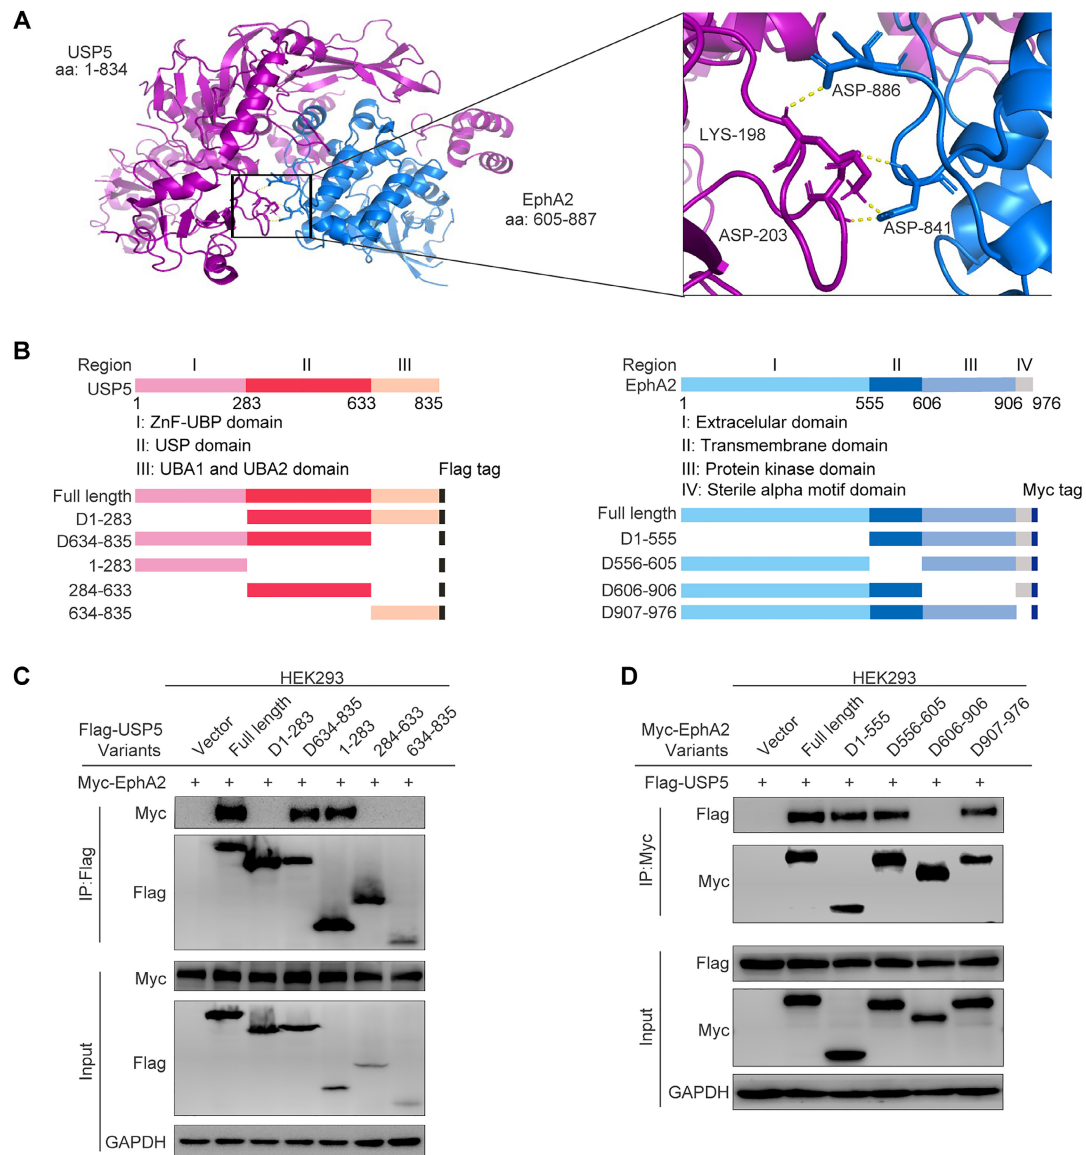 A
USP5
aa: 1-834
EphA2
aa: 605-887
ASP-886
LYS-198
ASP-203
ASP-841
B
Region I II III
USP5
1 283 633 835
I: ZnF-UBP domain
II: USP domain
III: UBA1 and UBA2 domain
Flag tag
Full length
D1-283
D634-835
1-283
284-633
634-835
Region I II III IV
EphA2
1 555 606 906 976
I: Extracelular domain
II: Transmembrane domain
III: Protein kinase domain
IV: Sterile alpha motif domain
Myc tag
Full length
D1-555
D556-605
D606-906
D907-976
C
HEK293
Flag-USP5
Variants
Vector
Full length
D1-283
D634-835
1-283
284-633
634-835
Myc-EphA2 + + + + + + +
IP:Flag
Myc
Flag
Input
Myc
Flag
GAPDH
D
HEK293
Myc-EphA2
Variants
Vector
Full length
D1-555
D556-605
D606-906
D907-976
Flag-USP5 + + + + + +
IP:Myc
Flag
Myc
Input
Flag
Myc
GAPDH